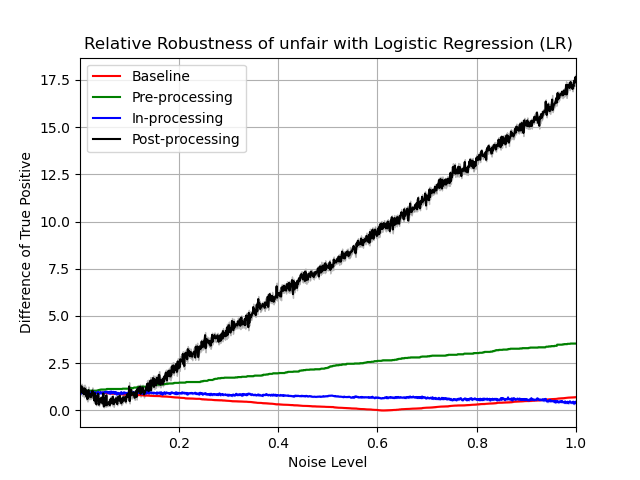 Relative Robustness of unfair with Logistic Regression (LR)
Baseline
Pre-processing
In-processing
Post-processing
Difference of True Positive
17.5
15.0
12.5
10.0
7.5
5.0
2.5
0.0
0.2
0.4
0.6
0.8
1.0
Noise Level